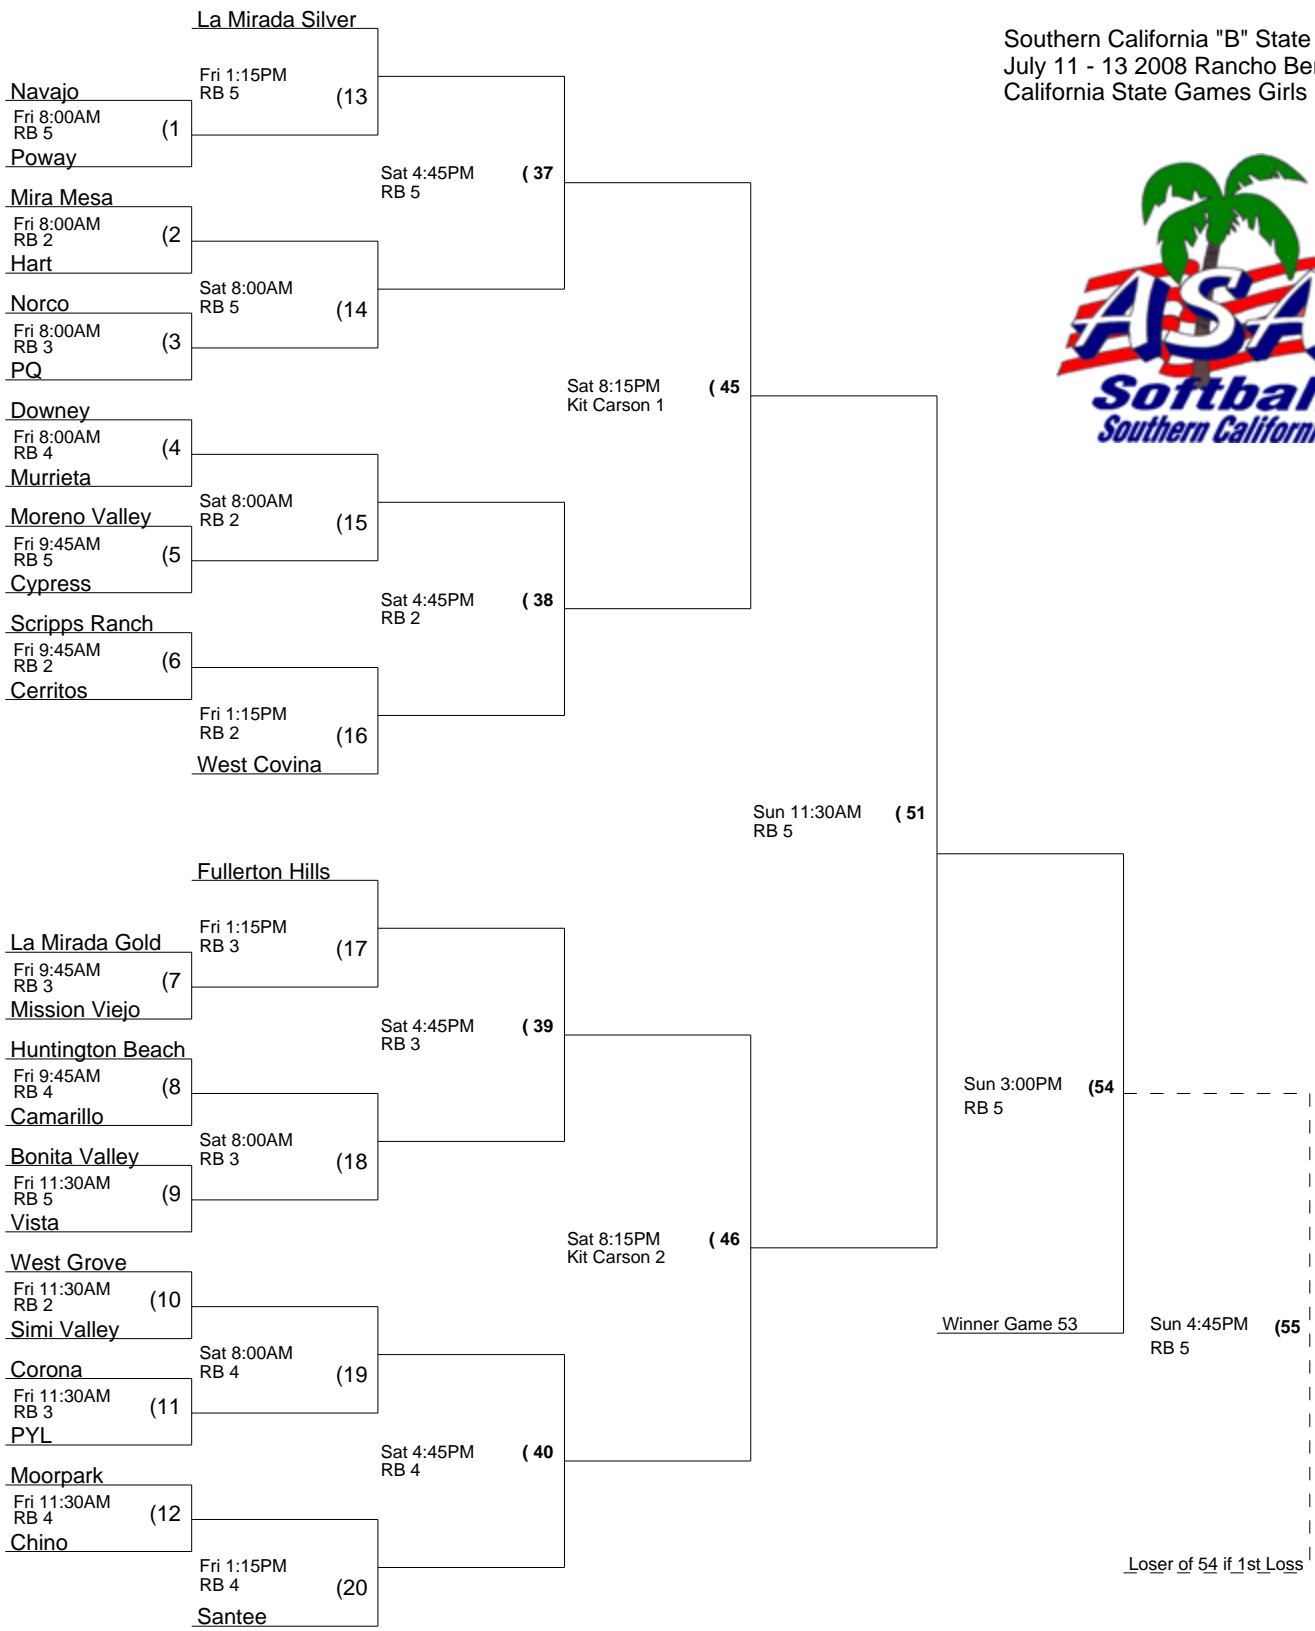 La Mirada Silver
Southern California "B" State
July 11 - 13 2008 Rancho
California State Games Girls
Fri 1:15PM
RB 5 (13
Navajo
Fri 8:00AM
RB 5 (1
Poway
Sat 4:45PM ( 37
RB 5
Mira Mesa
Fri 8:00AM
RB 2 (2
Hart
Sat 8:00AM
RB 5 (14
Norco
Fri 8:00AM
RB 3 (3
PQ
Sat 8:15PM ( 45
Kit Carson 1
ASA
Softball
Southern
Downey
Fri 8:00AM
RB 4 (4
Murrieta
Sat 8:00AM
RB 2 (15
Moreno Valley
Fri 9:45AM
RB 5 (5
Cypress
Sat 4:45PM ( 38
RB 2
Scripps Ranch
Fri 9:45AM
RB 2 (6
Cerritos
Fri 1:15PM
RB 2 (16
West Covina
Sun 11:30AM ( 51
RB 5
Fullerton Hills
Fri 1:15PM
RB 3 (17
La Mirada Gold
Fri 9:45AM
RB 3 (7
Mission Viejo
Sat 4:45PM ( 39
RB 3
Huntington Beach
Fri 9:45AM
RB 4 (8
Camarillo
Sun 3:00PM (54
RB 5
Sat 8:00AM
RB 3 (18
Bonita Valley
Fri 11:30AM
RB 5 (9
Vista
Sat 8:15PM ( 46
Kit Carson 2
West Grove
Fri 11:30AM
RB 2 (10
Simi Valley
Winner Game 53
Sun 4:45PM (55
RB 5
Sat 8:00AM
RB 4 (19
Corona
Fri 11:30AM
RB 3 (11
PYL
Sat 4:45PM ( 40
RB 4
Moorpark
Fri 11:30AM
RB 4 (12
Chino
Fri 1:15PM
RB 4 (20
Santee
Loser of 54 if 1st Loss